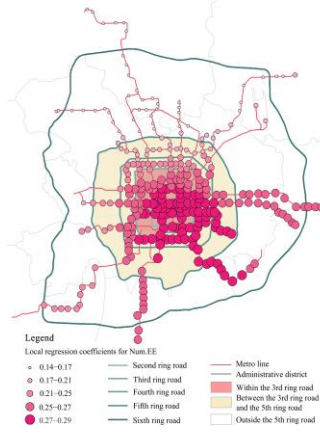 Legend
Local regression coefficients for Num.EE
0.14−0.17
0.17−0.21
0.21−0.25
0.25−0.27
0.27−0.29
Second ring road
Third ring road
Fourth ring road
Fifth ring road
Sixth ring road
Metro line
Administrative district
Within the 3rd ring road
Between the 3rd ring road
and the 5th ring road
Outside the 5th ring road